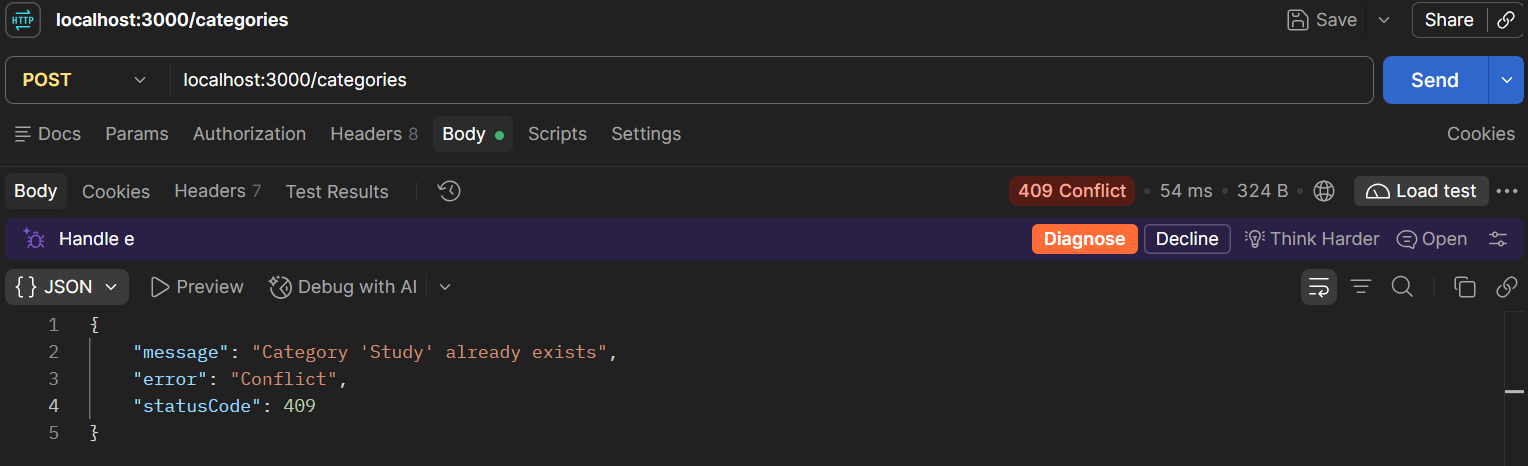 HTTP localhost:3000/categories Save Share
POST localhost:3000/categories Send
Docs Params Authorization Headers 8 Body Scripts Settings Cookies
Body Cookies Headers 7 Test Results 409 Conflict • 54 ms • 324 B • Load test
Handle e Diagnose Decline Think Harder Open
{} JSON Preview Debug with AI
1 {
2 "message": "Category 'Study' already exists",
3 "error": "Conflict",
4 "statusCode": 409
5 }